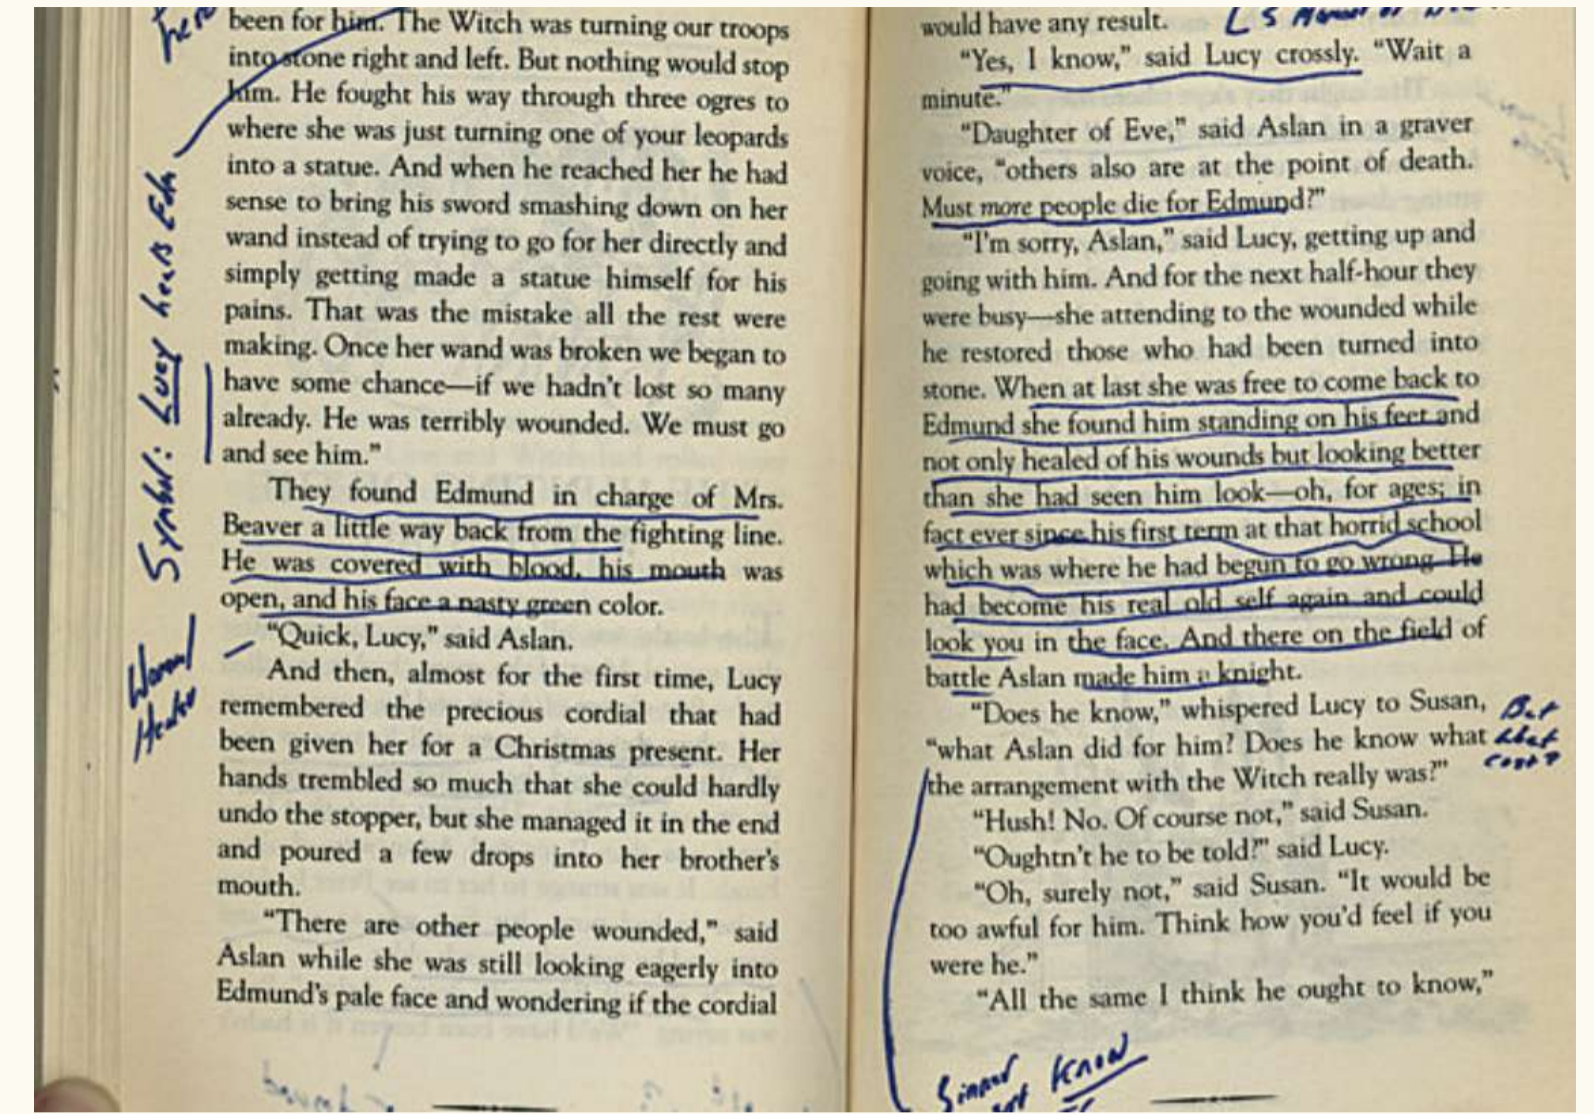 here
been for him. The Witch was turning our troops
into stone right and left. But nothing would stop
him. He fought his way through three ogres to
where she was just turning one of your leopards
into a statue. And when he reached her he had
sense to bring his sword smashing down on her
wand instead of trying to go for her directly and
simply getting made a statue himself for his
pains. That was the mistake all the rest were
making. Once her wand was broken we began to
have some chance—if we hadn't lost so many
already. He was terribly wounded. We must go
and see him."
They found Edmund in charge of Mrs.
Beaver a little way back from the fighting line.
He was covered with blood, his mouth was
open, and his face a nasty green color.
"Quick, Lucy," said Aslan.
And then, almost for the first time, Lucy
remembered the precious cordial that had
been given her for a Christmas present. Her
hands trembled so much that she could hardly
undo the stopper, but she managed it in the end
and poured a few drops into her brother's
mouth.
"There are other people wounded," said
Aslan while she was still looking eagerly into
Edmund's pale face and wondering if the cordial
Symbol: Lucy heals Edm
Healer
would have any result.
"Yes, I know," said Lucy crossly. "Wait a
minute."
"Daughter of Eve," said Aslan in a graver
voice, "others also are at the point of death.
Must more people die for Edmund?"
"I'm sorry, Aslan," said Lucy, getting up and
going with him. And for the next half-hour they
were busy—she attending to the wounded while
he restored those who had been turned into
stone. When at last she was free to come back to
Edmund she found him standing on his feet and
not only healed of his wounds but looking better
than she had seen him look—oh, for ages; in
fact ever since his first term at that horrid school
which was where he had begun to go wrong. He
had become his real old self again and could
look you in the face. And there on the field of
battle Aslan made him a knight.
"Does he know," whispered Lucy to Susan,
"what Aslan did for him? Does he know what
the arrangement with the Witch really was?"
"Hush! No. Of course not," said Susan.
"Oughtn't he to be told?" said Lucy.
"Oh, surely not," said Susan. "It would be
too awful for him. Think how you'd feel if you
were he."
"All the same I think he ought to know,"
But
what
cost?
Sinner
KNOW